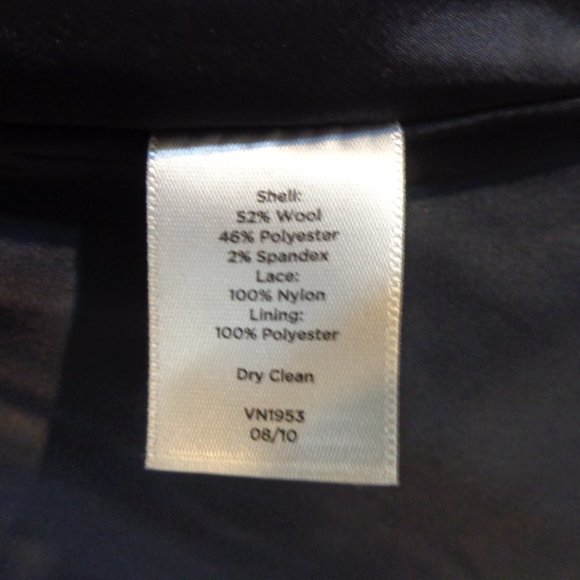 Shell:
52% Wool
46% Polyester
2% Spandex
Lace:
100% Nylon
Lining:
100% Polyester
Dry Clean
VN1953
08/10